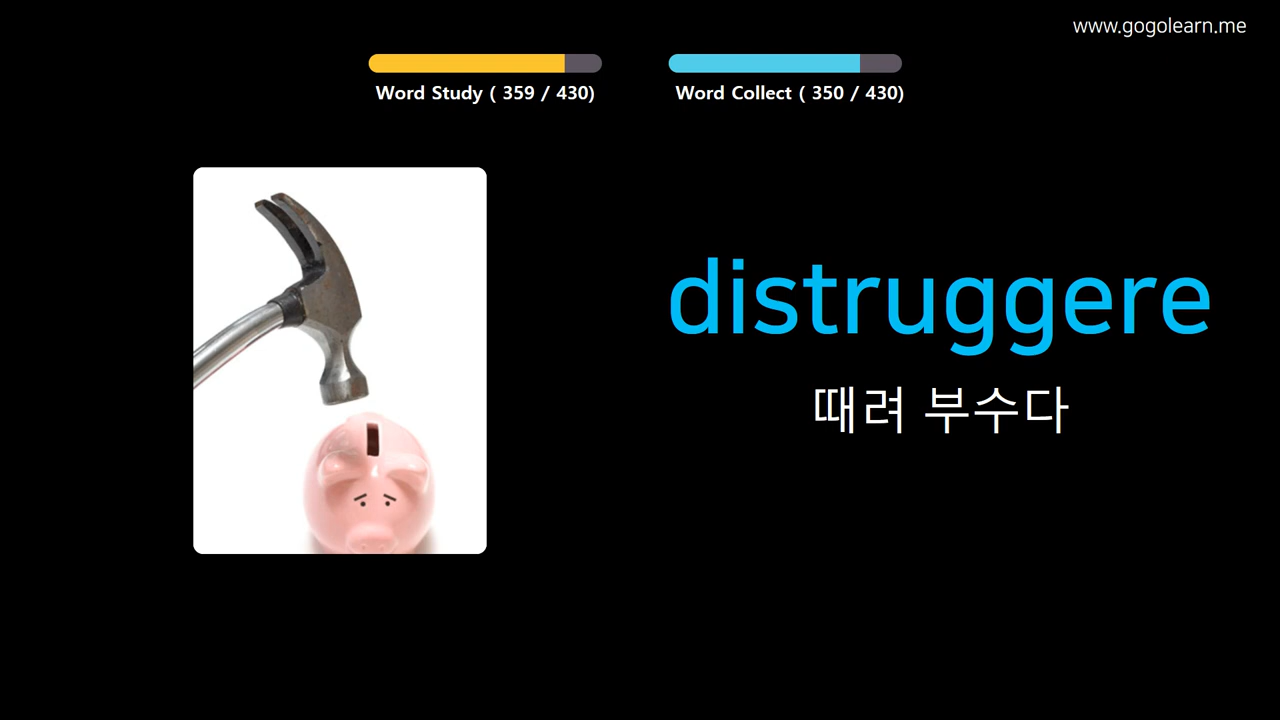 www.gogolearn.me
Word Study ( 359 / 430)
Word Collect ( 350 / 430)
distruggere
때려 부수다